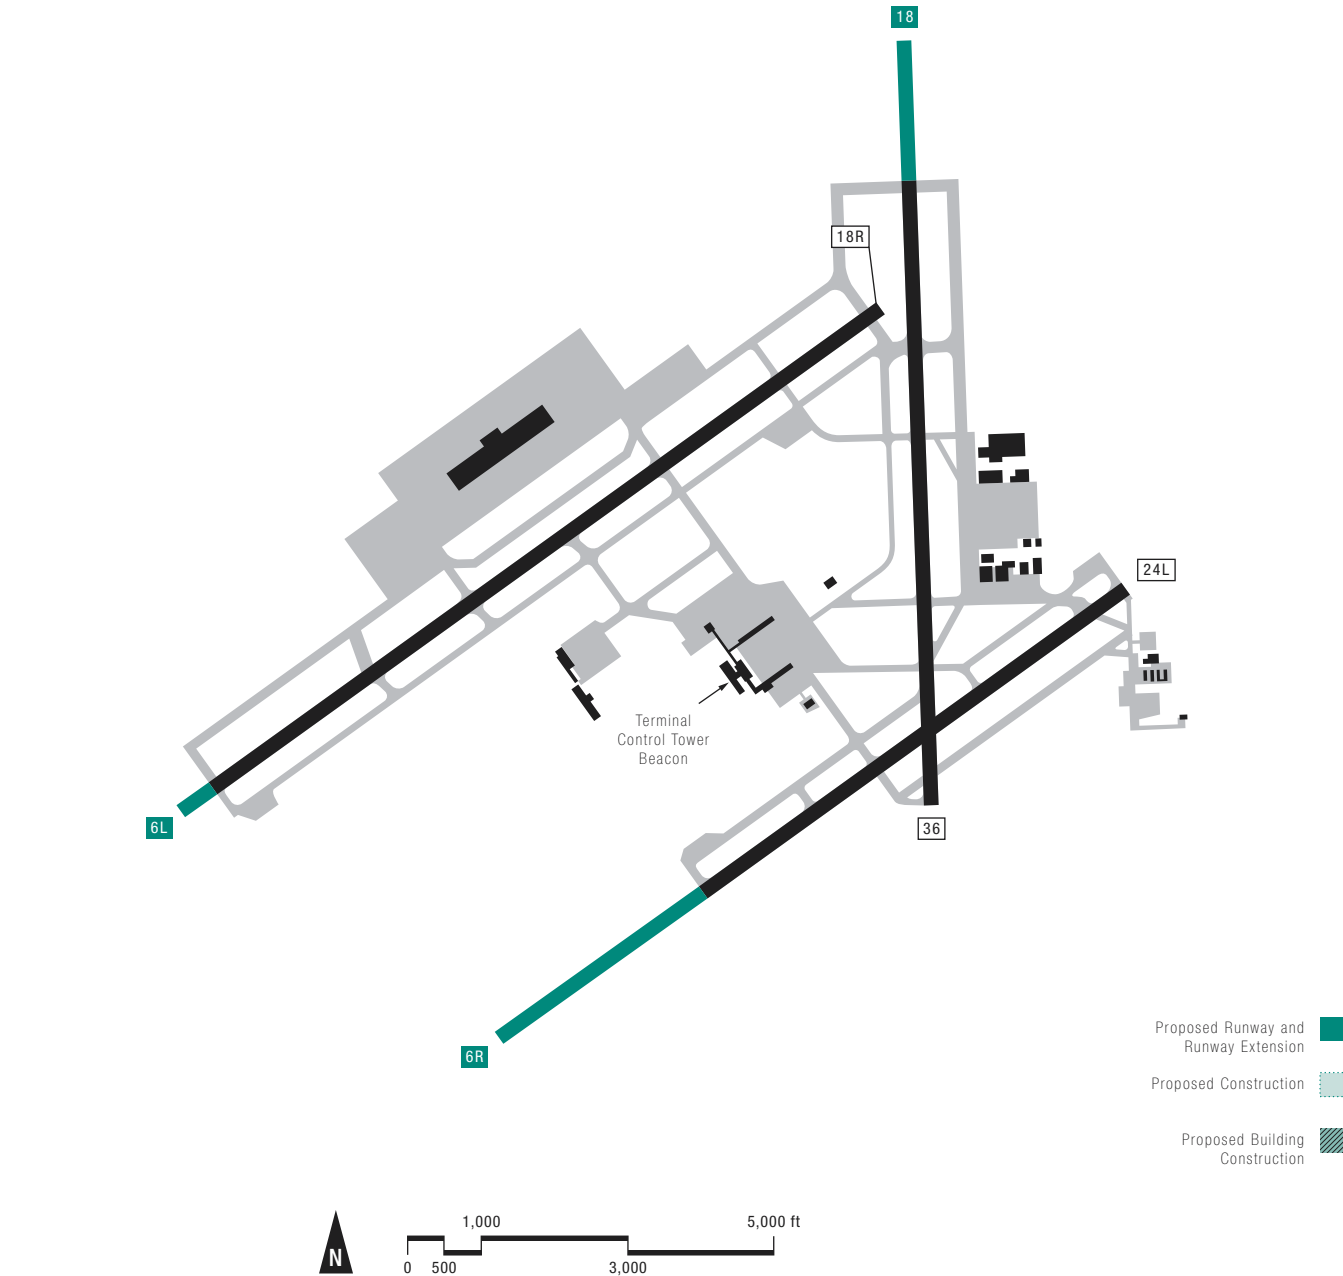 18
18R
24L
Terminal
Control Tower
Beacon
6L
36
6R
Proposed Runway and
Runway Extension
Proposed Construction
Proposed Building
Construction
N
1,000
5,000 ft
0
500
3,000